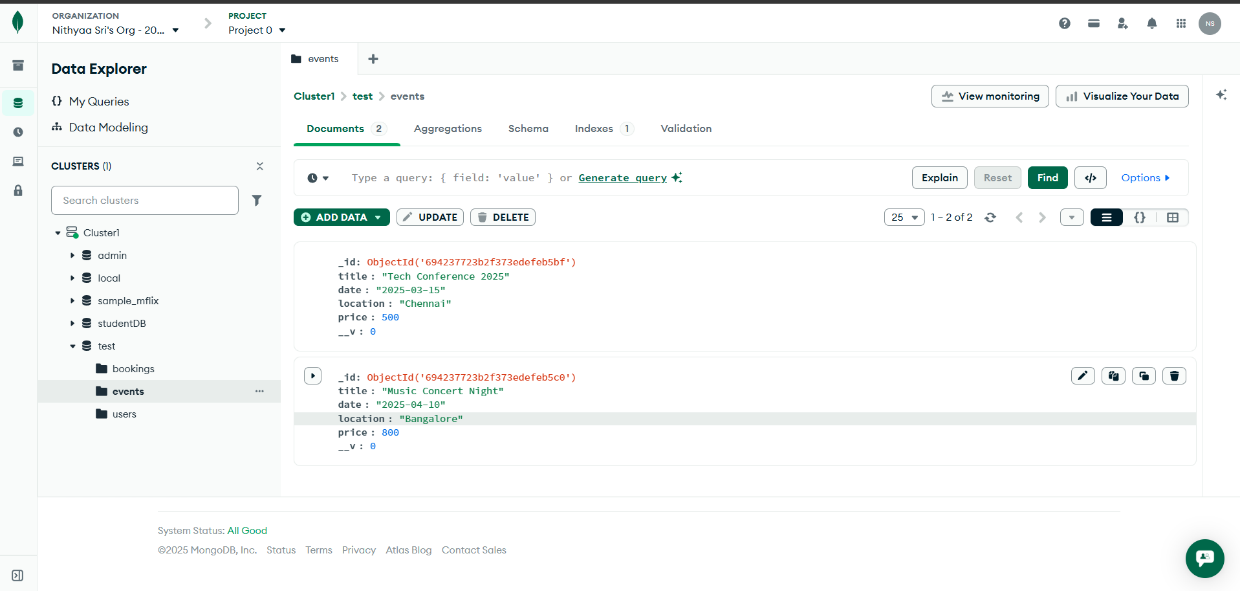 ORGANIZATION
Nithyaa Sri's Org - 20...
PROJECT
Project 0
NS
Data Explorer
My Queries
Data Modeling
CLUSTERS (1)
Search clusters
Cluster1
admin
local
sample_mflix
studentDB
test
bookings
events
users
events
Cluster1 > test > events
View monitoring
Visualize Your Data
Documents 2 Aggregations Schema Indexes 1 Validation
Type a query: { field: 'value' } or Generate query
Explain Reset Find </> Options
ADD DATA UPDATE DELETE
25 1 – 2 of 2 {}
_id: ObjectId('694237723b2f373edefeb5bf')
title : "Tech Conference 2025"
date : "2025-03-15"
location : "Chennai"
price : 500
__v : 0
_id: ObjectId('694237723b2f373edefeb5c0')
title : "Music Concert Night"
date : "2025-04-10"
location : "Bangalore"
price : 800
__v : 0
System Status: All Good
©2025 MongoDB, Inc. Status Terms Privacy Atlas Blog Contact Sales